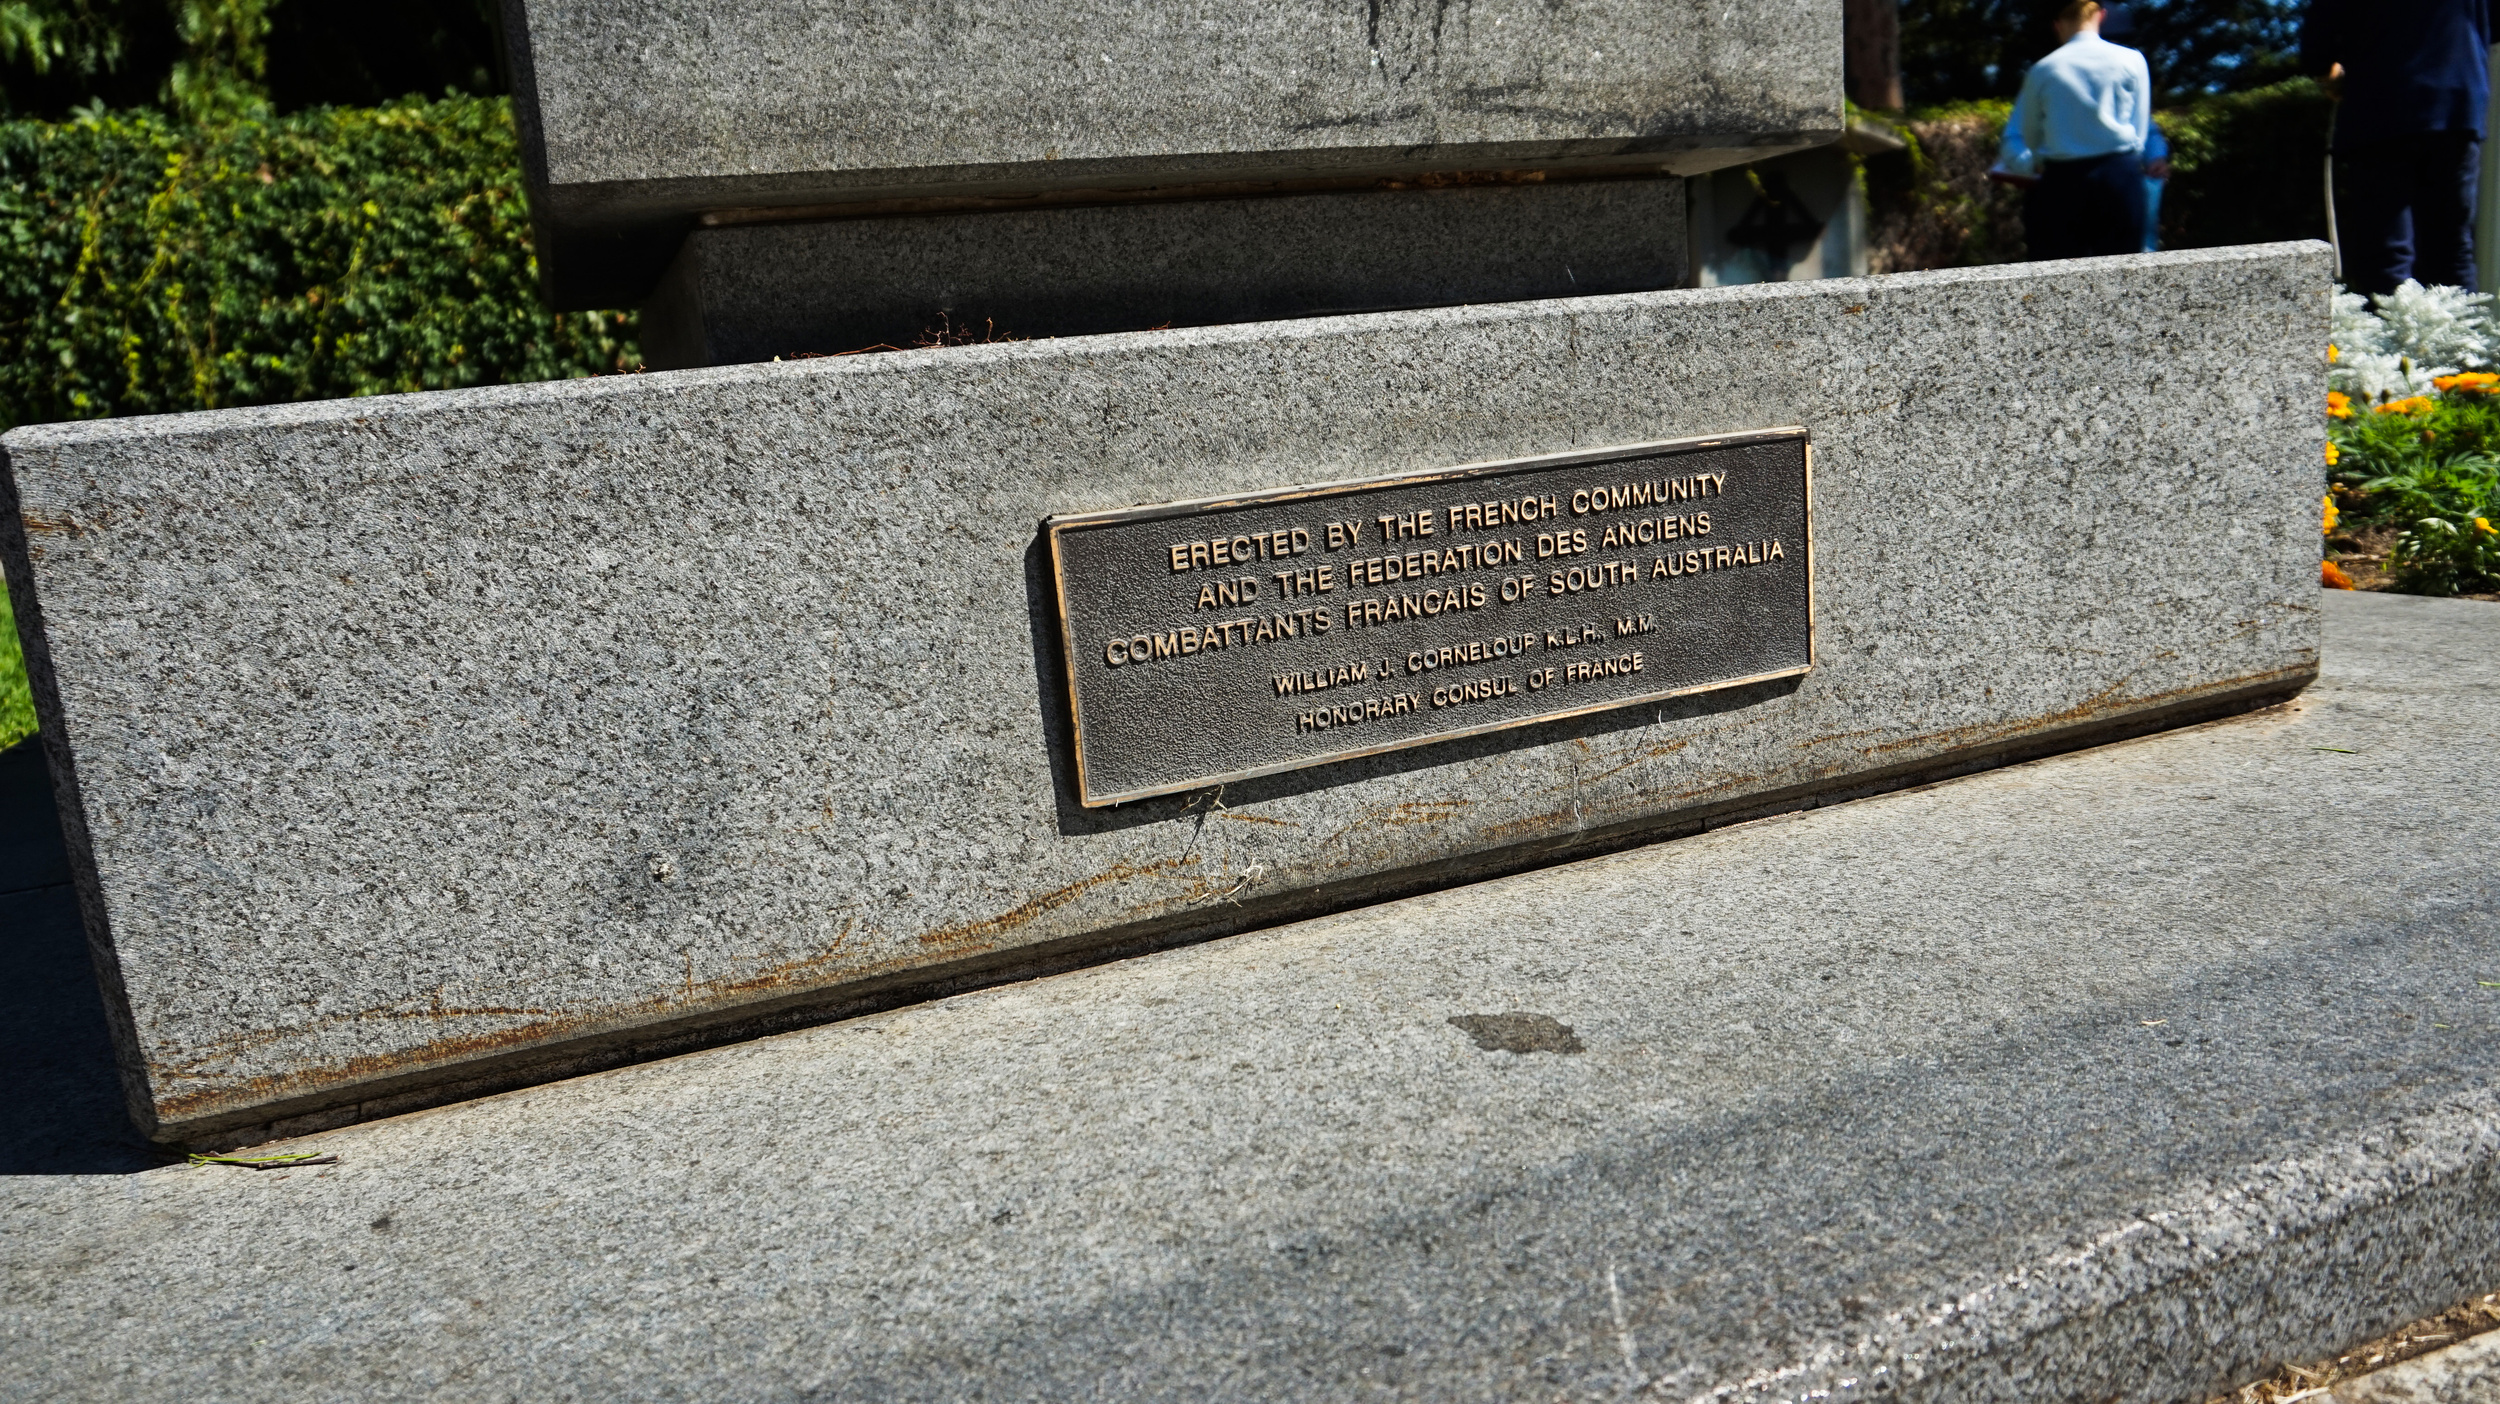 ERECTED BY THE FRENCH COMMUNITY
AND THE FEDERATION DES ANCIENS
COMBATTANTS FRANCAIS OF SOUTH AUSTRALIA
WILLIAM J. CORNELOUP K.L.H., M.M.
HONORARY CONSUL OF FRANCE